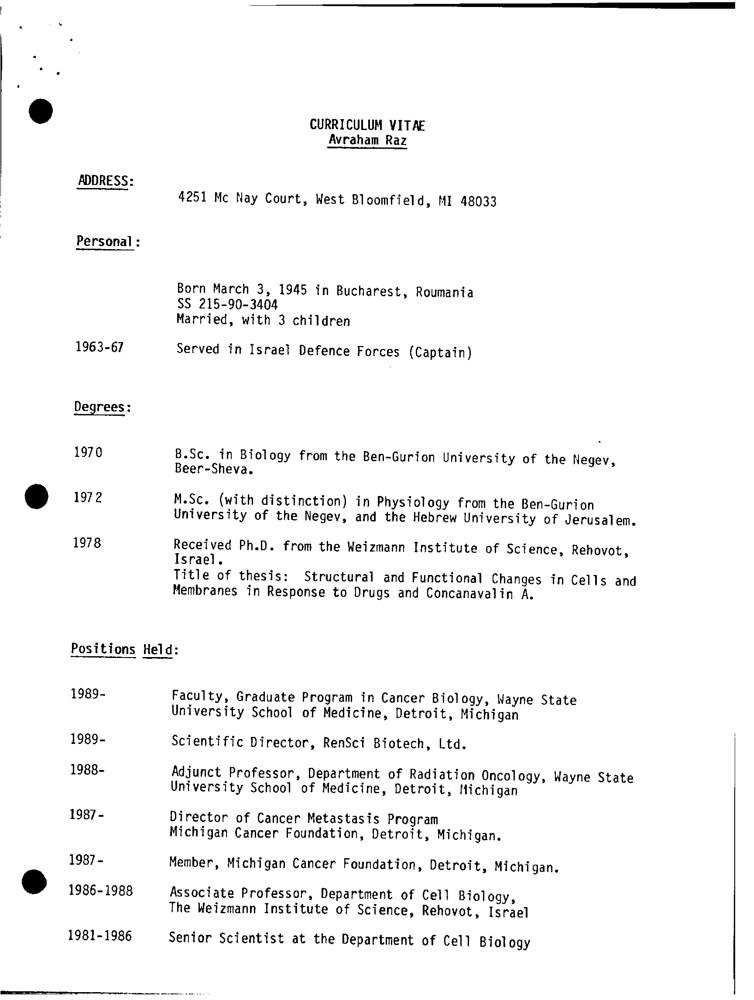 CURRICULUM VITAE
Avraham Raz
ADDRESS:
4251 Mc Nay Court, West Bloomfield, MI 48033
Personal:
Born March 3, 1945 in Bucharest, Roumania
SS 215-90-3404
Married, with 3 children
1963-67 Served in Israel Defence Forces (Captain)
Degrees:
1970 B.Sc. in Biology from the Ben-Gurion University of the Negev,
Beer-Sheva.
1972 M.Sc. (with distinction) in Physiology from the Ben-Gurion
University of the Negev, and the Hebrew University of Jerusalem.
1978 Received Ph.D. from the Weizmann Institute of Science, Rehovot,
Israel.
Title of thesis: Structural and Functional Changes in Cells and
Membranes in Response to Drugs and Concanavalin A.
Positions Held:
1989- Faculty, Graduate Program in Cancer Biology, Wayne State
University School of Medicine, Detroit, Michigan
1989- Scientific Director, RenSci Biotech, Ltd.
1988- Adjunct Professor, Department of Radiation Oncology, Wayne State
University School of Medicine, Detroit, Michigan
1987- Director of Cancer Metastasis Program
Michigan Cancer Foundation, Detroit, Michigan.
1987- Member, Michigan Cancer Foundation, Detroit, Michigan.
1986-1988 Associate Professor, Department of Cell Biology,
The Weizmann Institute of Science, Rehovot, Israel
1981-1986 Senior Scientist at the Department of Cell Biology